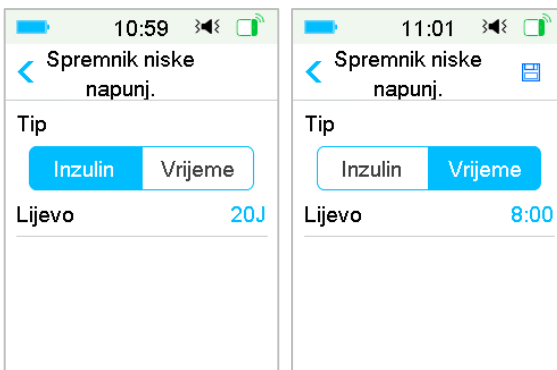 10:59
Spremnik niske
napunj.
Tip
Inzulin Vrijeme
Lijevo 20J
11:01
Spremnik niske
napunj.
Tip
Inzulin Vrijeme
Lijevo 8:00